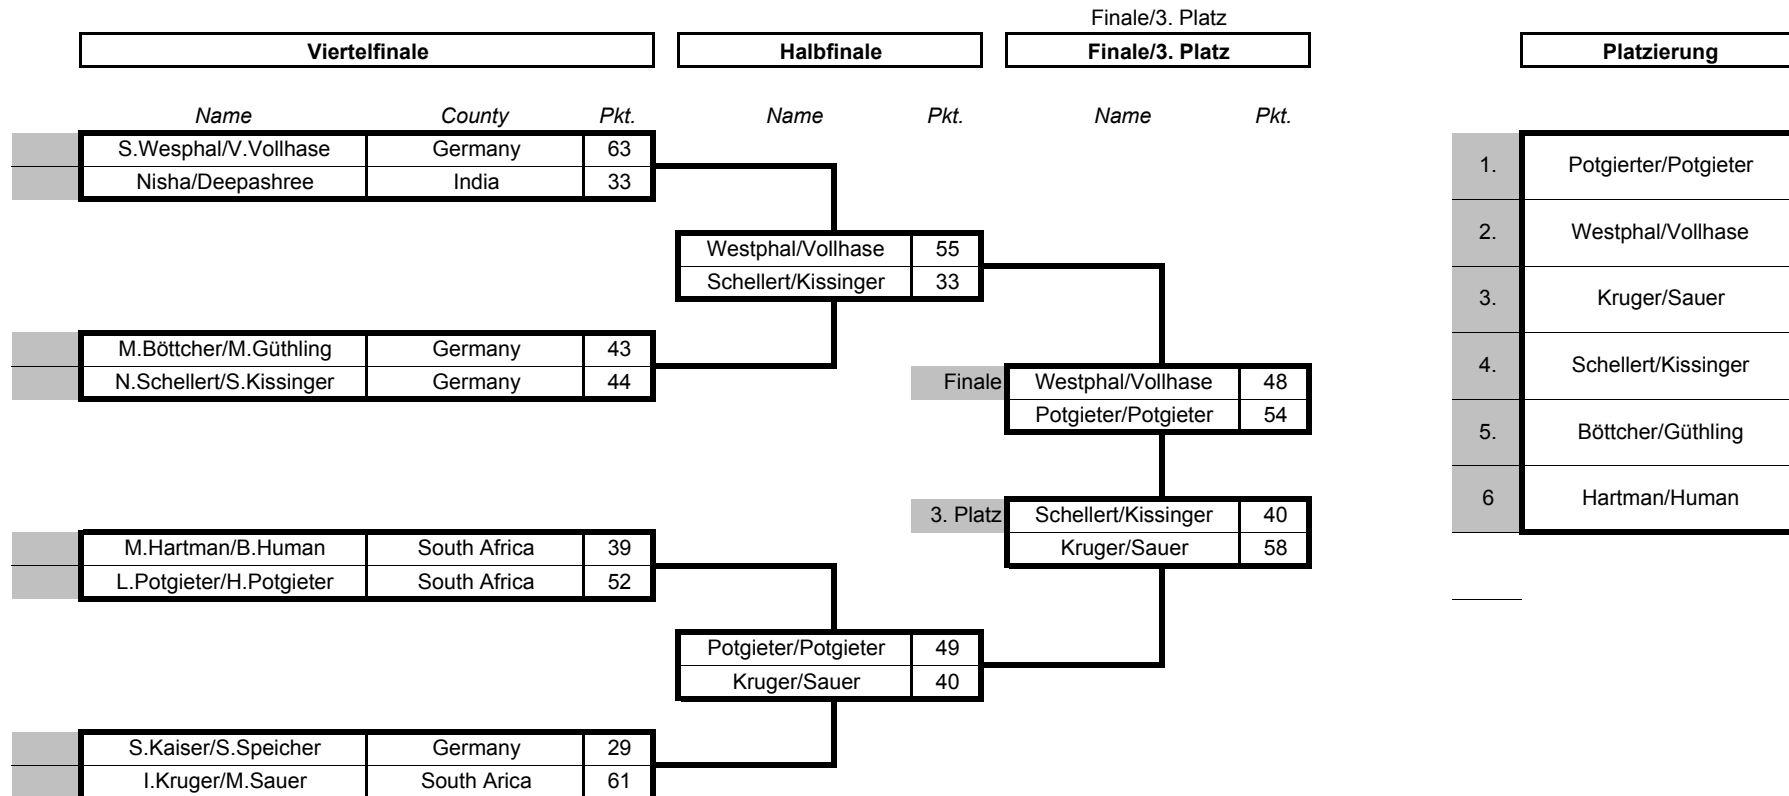 Finale/3. Platz
Viertelfinale Halbfinale Finale/3. Platz Platzierung
Name County Pkt. Name Pkt. Name Pkt.
S.Wesphal/V.Vollhase Germany 63
Nisha/Deepashree India 33
1. Potgierter/Potgieter
Westphal/Vollhase 55
Schellert/Kissinger 33
2. Westphal/Vollhase
3. Kruger/Sauer
M.Böttcher/M.Güthling Germany 43
N.Schellert/S.Kissinger Germany 44
Finale Westphal/Vollhase 48
Potgieter/Potgieter 54
4. Schellert/Kissinger
5. Böttcher/Güthling
3. Platz Schellert/Kissinger 40
Kruger/Sauer 58
6 Hartman/Human
M.Hartman/B.Human South Africa 39
L.Potgieter/H.Potgieter South Africa 52
Potgieter/Potgieter 49
Kruger/Sauer 40
S.Kaiser/S.Speicher Germany 29
I.Kruger/M.Sauer South Arica 61